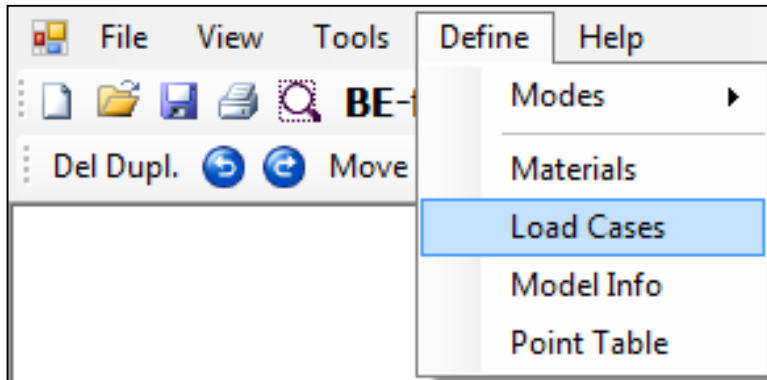 File View Tools Define Help
BE-
Modes
Del Dupl. Move
Materials
Load Cases
Model Info
Point Table